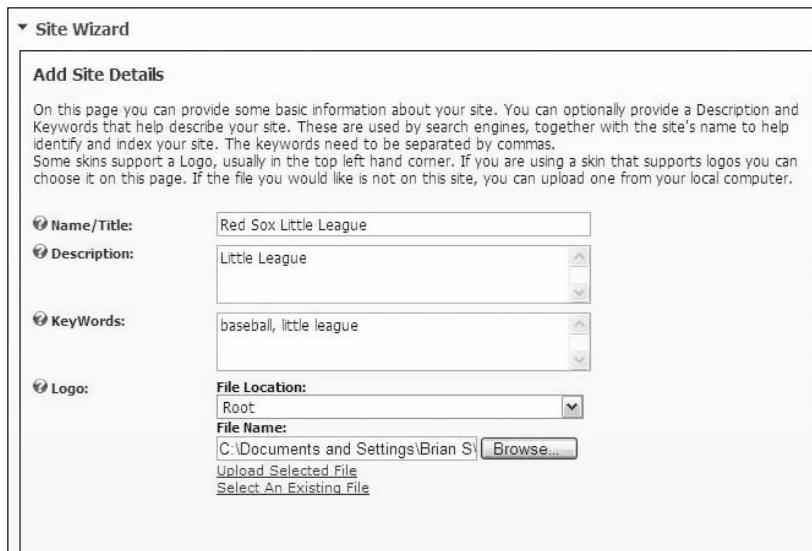 Site Wizard
Add Site Details
On this page you can provide some basic information about your site. You can optionally provide a Description and
Keywords that help describe your site. These are used by search engines, together with the site's name to help
identify and index your site. The keywords need to be separated by commas.
Some skins support a Logo, usually in the top left hand corner. If you are using a skin that supports logos you can
choose it on this page. If the file you would like is not on this site, you can upload one from your local computer.
Name/Title: Red Sox Little League
Description: Little League
KeyWords: baseball, little league
Logo: File Location:
Root
File Name:
C:\Documents and Settings\Brian S\ Browse...
Upload Selected File
Select An Existing File